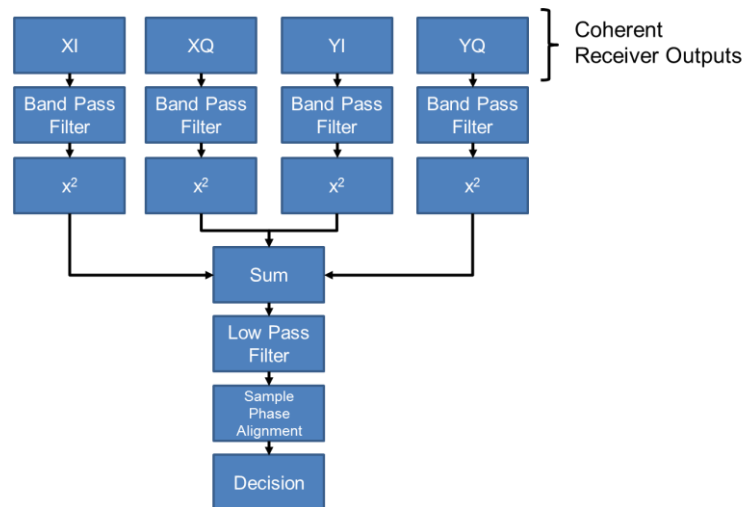 XI
XQ
YI
YQ
Coherent
Receiver Outputs
Band Pass
Filter
Band Pass
Filter
Band Pass
Filter
Band Pass
Filter
x²
x²
x²
x²
Sum
Low Pass
Filter
Sample
Phase
Alignment
Decision